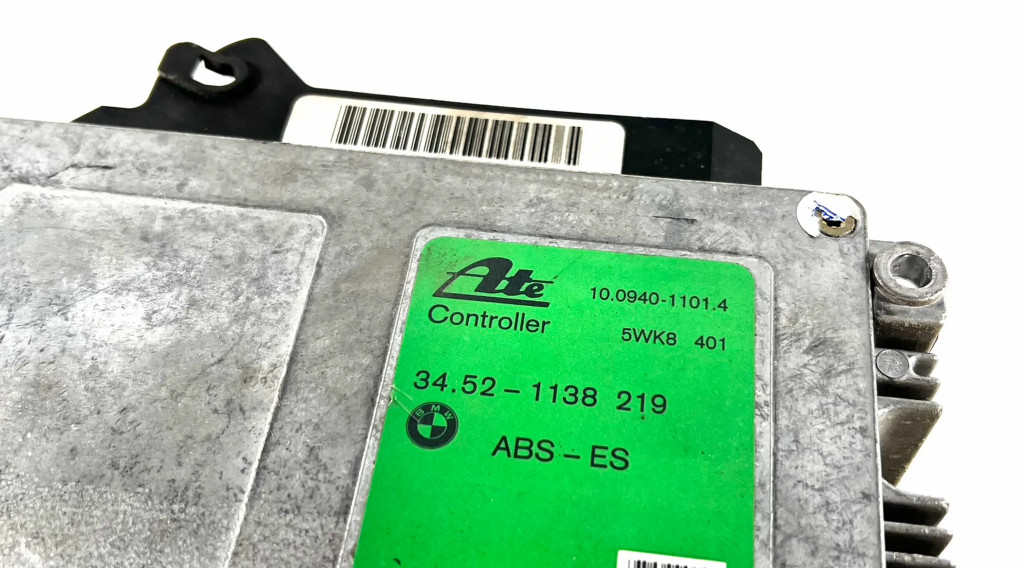 Ate
Controller
10.0940-1101.4
5WK8 401
34.52-1138 219
BMW
ABS-ES